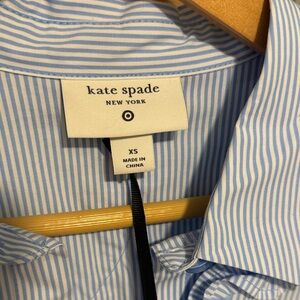 kate spade
NEW YORK
XS
MADE IN
CHINA